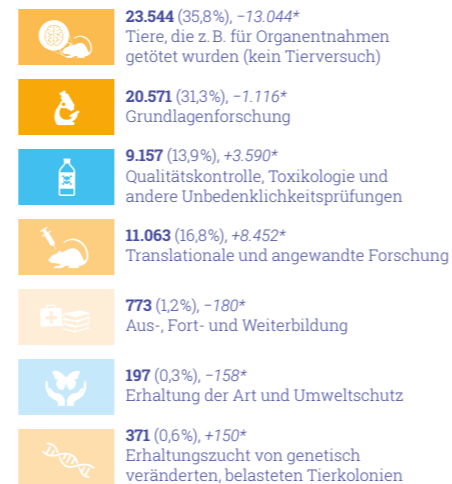 23.544 (35,8%), −13.044*
Tiere, die z. B. für Organentnahmen
getötet wurden (kein Tierversuch)
20.571 (31,3%), −1.116*
Grundlagenforschung
9.157 (13,9%), +3.590*
Qualitätskontrolle, Toxikologie und
andere Unbedenklichkeitsprüfungen
11.063 (16,8%), +8.452*
Translationale und angewandte Forschung
773 (1,2%), −180*
Aus-, Fort- und Weiterbildung
197 (0,3%), −158*
Erhaltung der Art und Umweltschutz
371 (0,6%), +150*
Erhaltungszucht von genetisch
veränderten, belasteten Tierkolonien